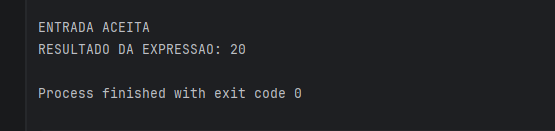 ENTRADA ACEITA
RESULTADO DA EXPRESSAO: 20
Process finished with exit code 0